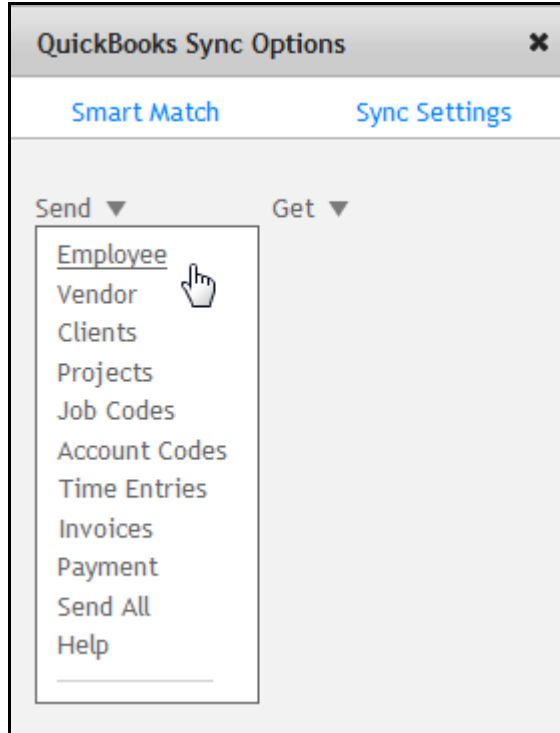 QuickBooks Sync Options
Smart Match Sync Settings
Send Get
Employee
Vendor
Clients
Projects
Job Codes
Account Codes
Time Entries
Invoices
Payment
Send All
Help